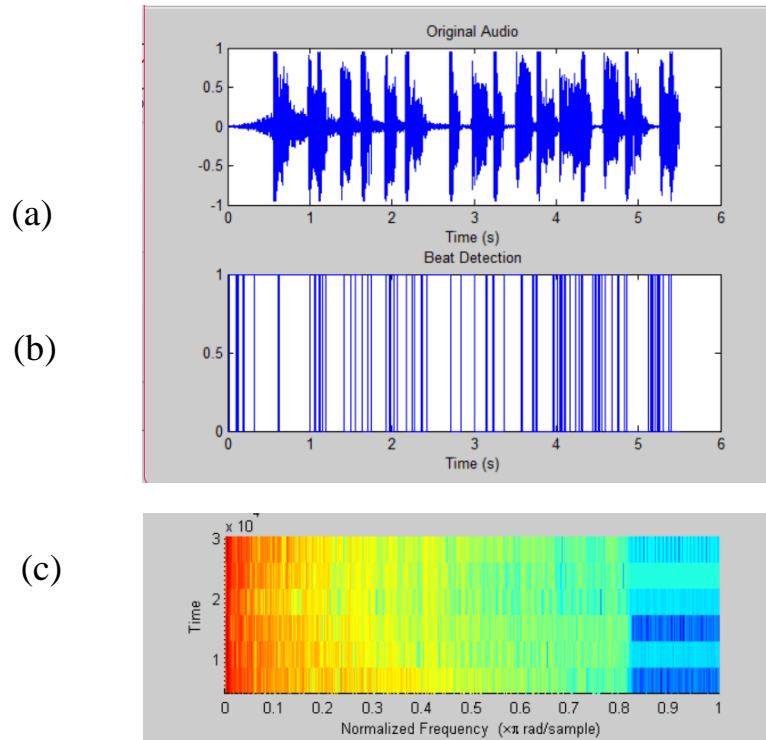 Original Audio
1
0.5
0
-0.5
-1
0 1 2 3 4 5 6
Time (s)
(a)
Beat Detection
1
0.5
0
0 1 2 3 4 5 6
Time (s)
(b)
(c)
× 10
3
2
1
Time
0 0.1 0.2 0.3 0.4 0.5 0.6 0.7 0.8 0.9 1
Normalized Frequency (×π rad/sample)